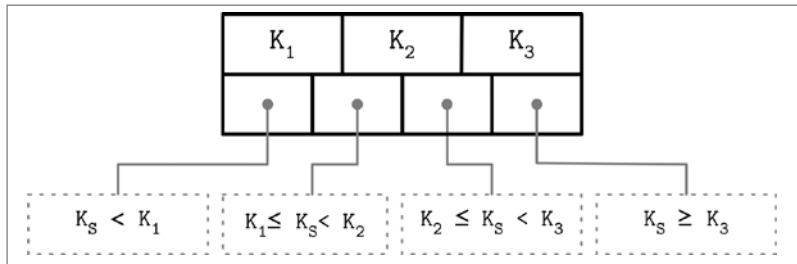 K₁ K₂ K₃
Kₛ < K₁ K₁≤ Kₛ< K₂ K₂ ≤ Kₛ < K₃ Kₛ ≥ K₃